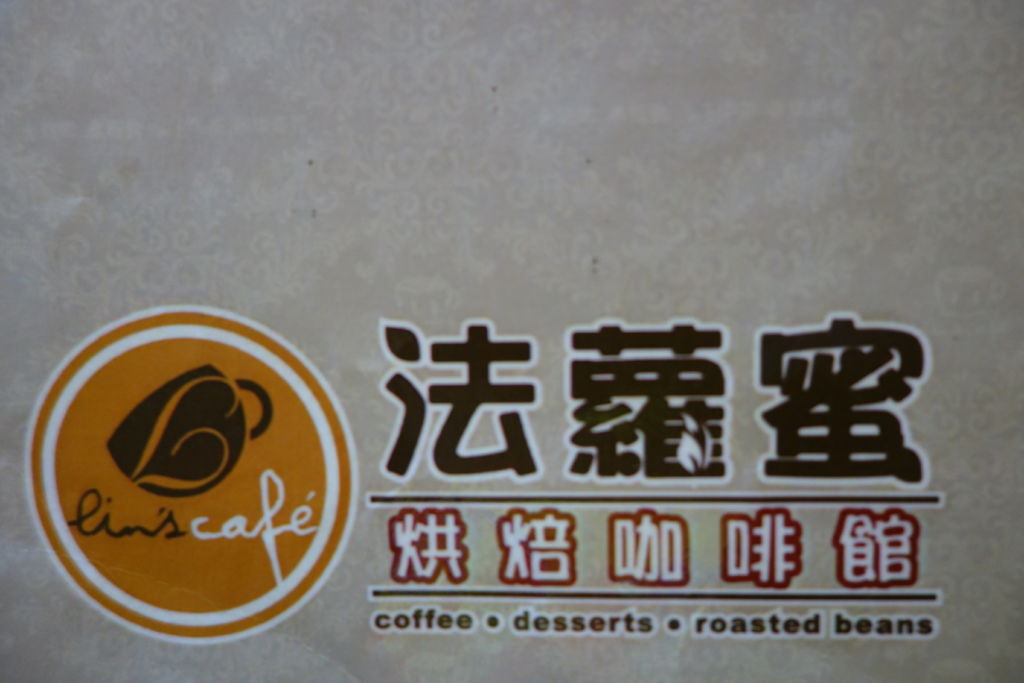 lin's café
法蘿蜜
烘焙咖啡館
coffee • desserts • roasted beans